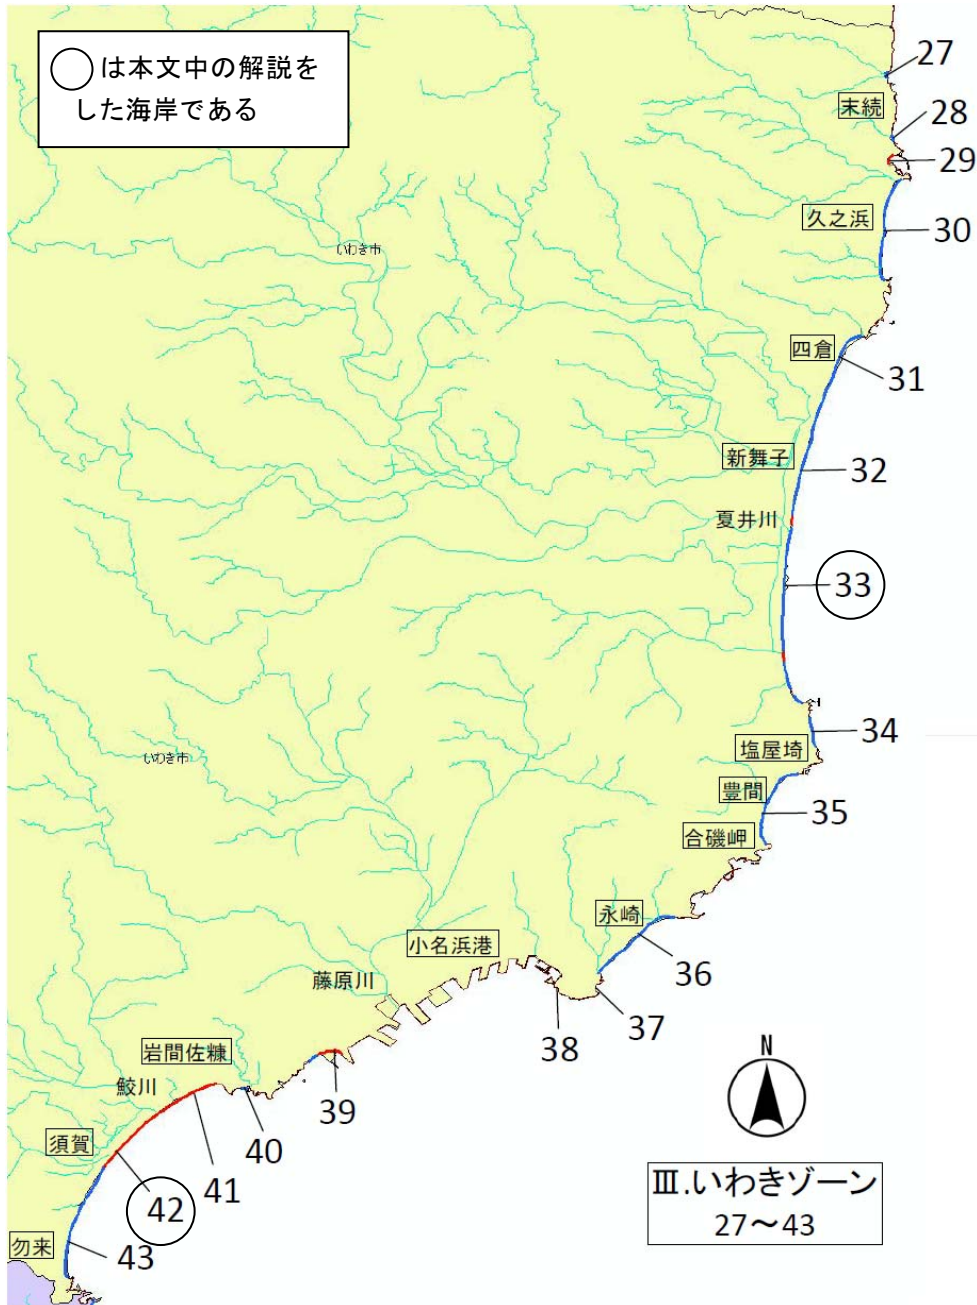 ◯は本文中の解説を
した海岸である
27
末続
28
29
久之浜
30
いわき市
四倉
31
新舞子
32
夏井川
33
34
塩屋埼
いわき市
豊間
35
合磯岬
永崎
36
小名浜港
藤原川
37
38
岩間佐糠
鮫川
39
40
須賀
41
42
勿来
43
N
Ⅲ.いわきゾーン
27～43